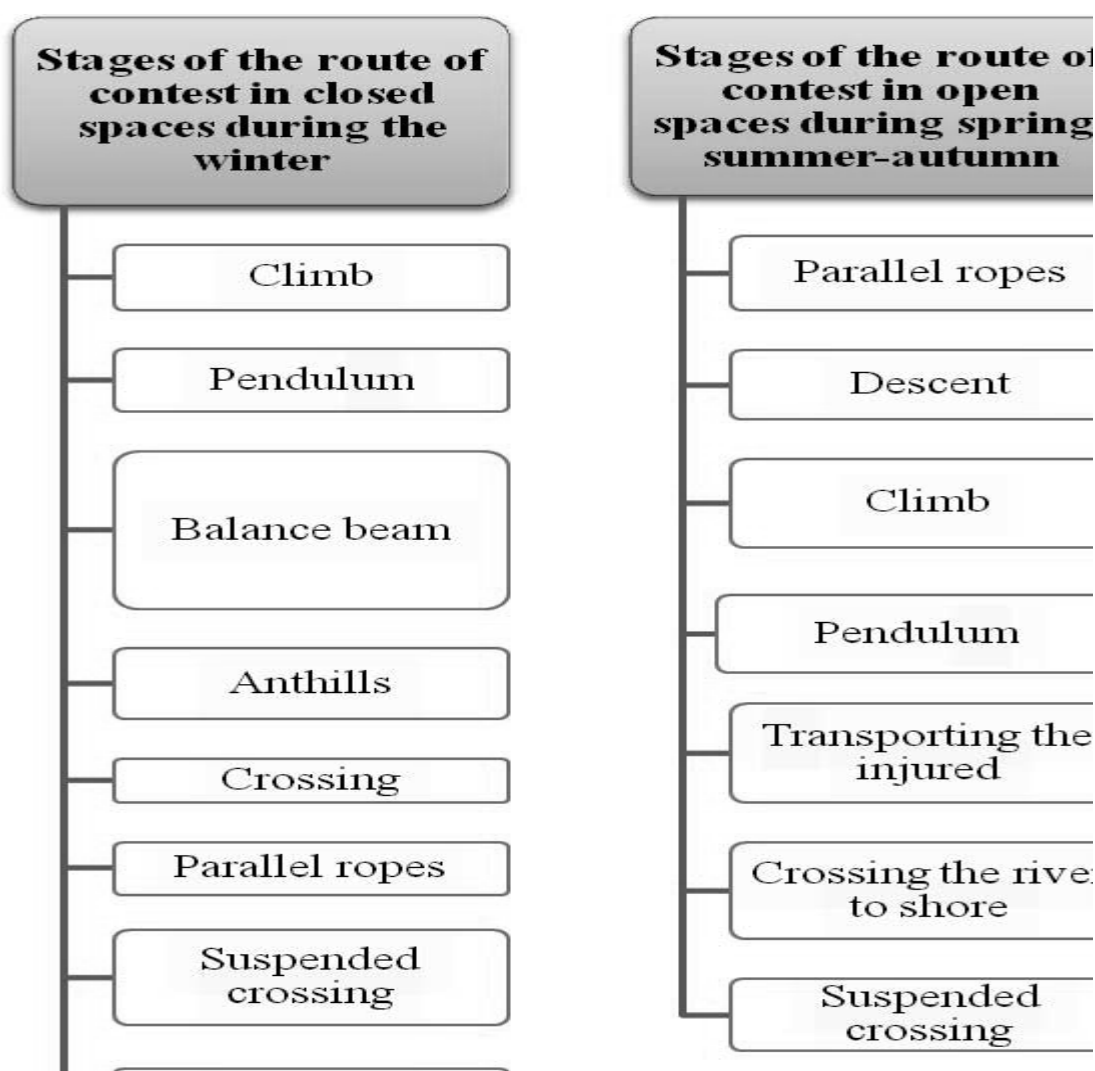 Stages of the route of
contest in closed
spaces during the
winter
Climb
Pendulum
Balance beam
Anthills
Crossing
Parallel ropes
Suspended
crossing
Stages of the route of
contest in open
spaces during spring
summer-autumn
Parallel ropes
Descent
Climb
Pendulum
Transporting the
injured
Crossing the river
to shore
Suspended
crossing